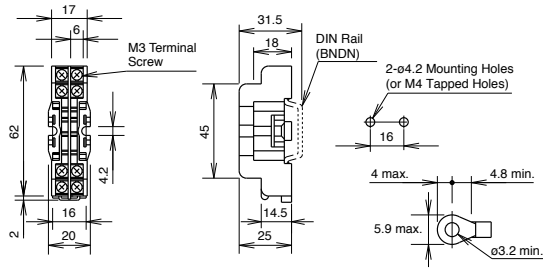 17
6
M3 Terminal
Screw
62
4.2
2
16
20
31.5
18
DIN Rail
(BNDN)
45
14.5
25
2-ø4.2 Mounting Holes
(or M4 Tapped Holes)
16
4 max.
4.8 min.
5.9 max.
ø3.2 min.